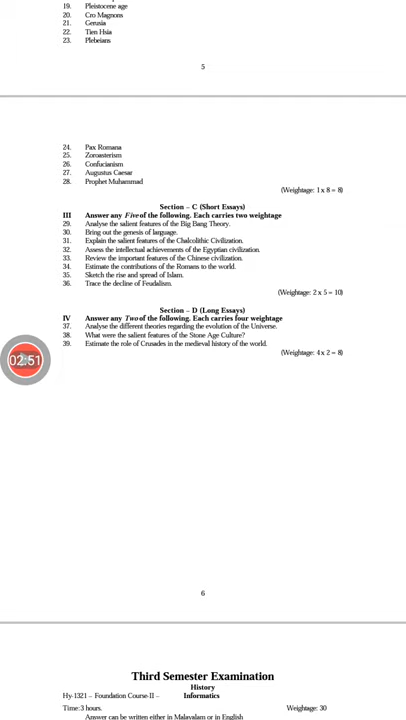 19. Pleistocene age
20. Cro Magnons
21. Gerusia
22. Tien Hsia
23. Plebeians
5
24. Pax Romana
25. Zoroasterism
26. Confucianism
27. Augustus Caesar
28. Prophet Muhammad
(Weightage: 1 x 8 = 8)
Section – C (Short Essays)
III Answer any Five of the following. Each carries two weightage
29. Analyse the salient features of the Big Bang Theory.
30. Bring out the genesis of language.
31. Explain the salient features of the Chalcolithic Civilization.
32. Assess the intellectual achievements of the Egyptian civilization.
33. Review the important features of the Chinese civilization.
34. Estimate the contributions of the Romans to the world.
35. Sketch the rise and spread of Islam.
36. Trace the decline of Feudalism.
(Weightage: 2 x 5 = 10)
Section – D (Long Essays)
IV Answer any Two of the following. Each carries four weightage
37. Analyse the different theories regarding the evolution of the Universe.
38. What were the salient features of the Stone Age Culture?
39. Estimate the role of Crusades in the medieval history of the world.
(Weightage: 4 x 2 = 8)
02:51
6
Third Semester Examination
History
Hy-1321 – Foundation Course-II – Informatics
Time:3 hours. Weightage: 30
Answer can be written either in Malayalam or in English